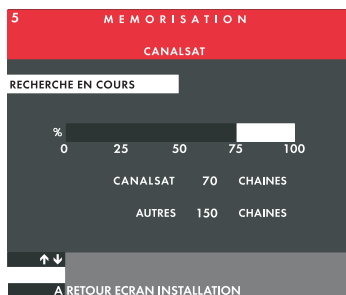 5 MEMORISATION
CANALSAT
RECHERCHE EN COURS
%
0 25 50 75 100
CANALSAT 70 CHAINES
AUTRES 150 CHAINES
↑↓
A RETOUR ECRAN INSTALLATION